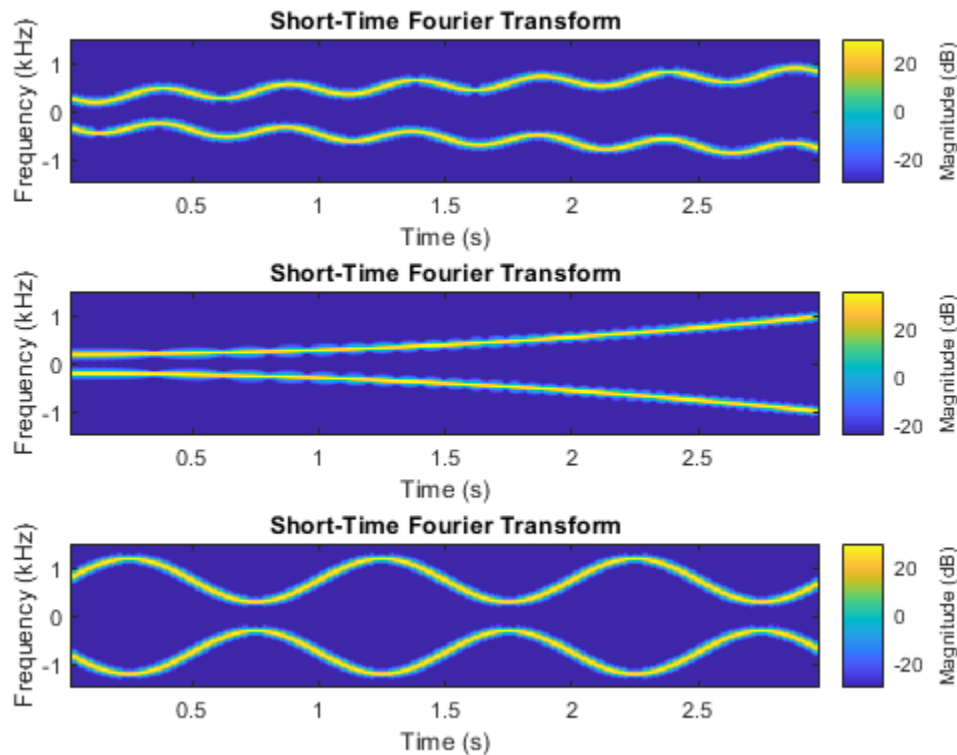 Short-Time Fourier Transform
Frequency (kHz)
1
0
-1
0.5 1 1.5 2 2.5
Time (s)
20
0
-20
Magnitude (dB)
Short-Time Fourier Transform
Frequency (kHz)
1
0
-1
0.5 1 1.5 2 2.5
Time (s)
20
0
-20
Magnitude (dB)
Short-Time Fourier Transform
Frequency (kHz)
1
0
-1
0.5 1 1.5 2 2.5
Time (s)
20
0
-20
Magnitude (dB)